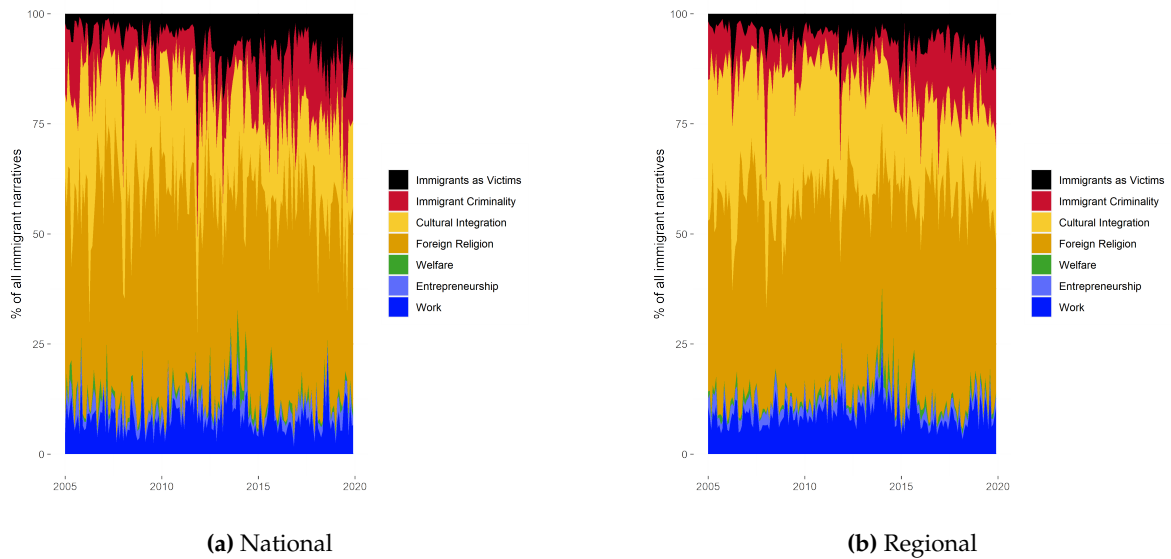 % of all immigrant narratives
100
75
50
25
0
2005
2010
2015
2020
Immigrants as Victims
Immigrant Criminality
Cultural Integration
Foreign Religion
Welfare
Entrepreneurship
Work
(a) National
% of all immigrant narratives
100
75
50
25
0
2005
2010
2015
2020
Immigrants as Victims
Immigrant Criminality
Cultural Integration
Foreign Religion
Welfare
Entrepreneurship
Work
(b) Regional